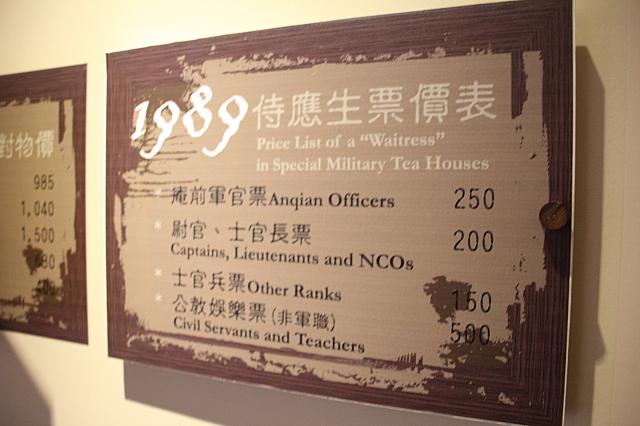 對物價
985
1,040
1,500
1989 侍應生票價表
Price List of a “Waitress”
in Special Military Tea Houses
* 庵前軍官票Anqian Officers 250
* 尉官、士官長票 200
Captains, Lieutenants and NCOs
* 士官兵票Other Ranks 150
* 公教娛樂票(非軍職) 500
Civil Servants and Teachers